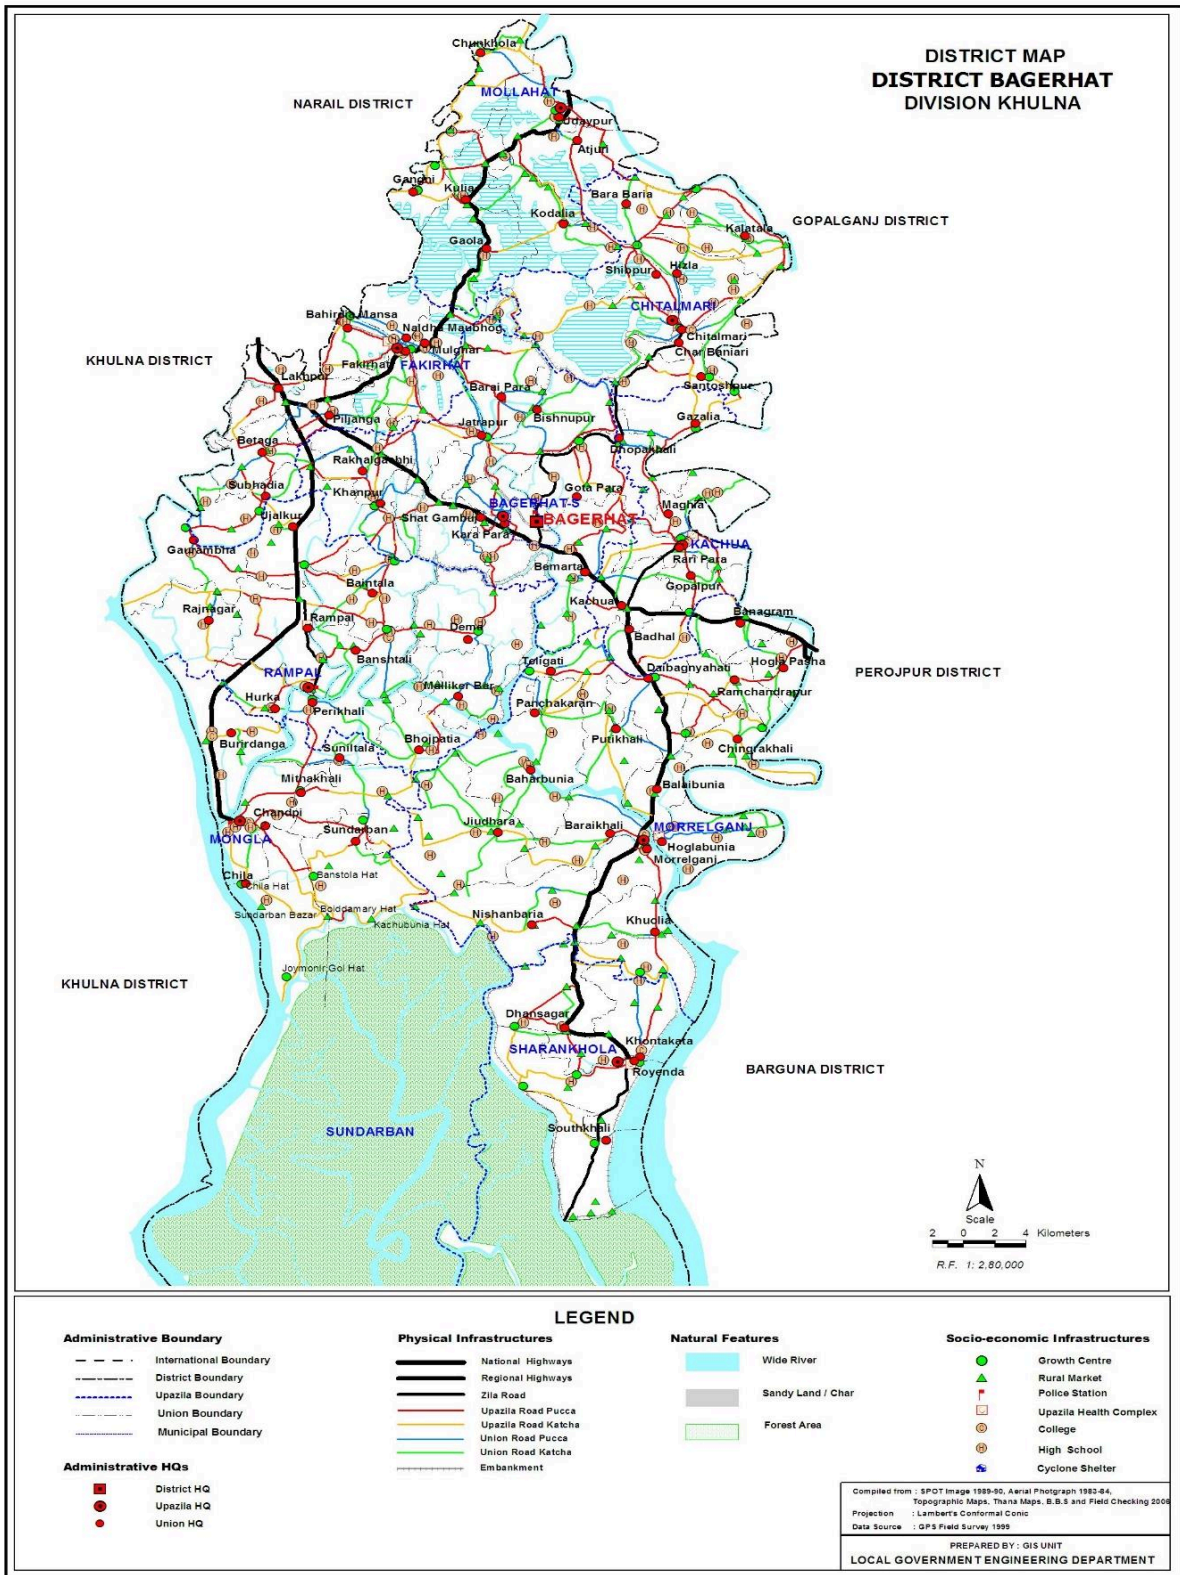 DISTRICT MAP
DISTRICT BAGERHAT
DIVISION KHULNA
Chunkhola
MOLLAHAT
NARAIL DISTRICT
Udaypur
Atjuri
Gangni
Kulia
Bara Baria
Kodalia
GOPALGANJ DISTRICT
Kalatala
Gaola
Shibpur
Hizla
CHITALMARI
Bahirdia Mansa
Naldha Maubhog
Chitalmari
Mulghar
Char Baniari
KHULNA DISTRICT
Fakirhat
FAKIRHAT
Lakhpur
Santoshpur
Barai Para
Piljanga
Bishnupur
Gazalia
Jatrapur
Betaga
Dhopakhali
Rakhalgachhi
Subhadia
Khanpur
Gota Para
BAGERHAT-S
Maghia
Ujalkur
Shat Gambuj
BAGERHAT
Kara Para
KACHUA
Gaurambha
Rari Para
Bemarta
Baintala
Gopalpur
Rajnagar
Kachua
Banagram
Rampal
Dema
Badhal
Banshtali
Toligati
Daibagnyahati
Hogla Pasha
RAMPAL
PEROJPUR DISTRICT
Malliker Ber
Ramchandrapur
Hurka
Perikhali
Panchakaran
Putikhali
Burirdanga
Suniltala
Bhojpatia
Chingrakhali
Mitnakhali
Baharbunia
Balaibunia
Chandpi
MONGLA
Sundarban
Jiudhara
Baraikhali
MORRELGANJ
Hoglabunia
Morrelganj
Chila
Chila Hat
Banstola Hat
Sundarban Bazar
Boiddamary Hat
Kachubunia Hat
Nishanbaria
Khuolia
Joymonir Gol Hat
KHULNA DISTRICT
Dhansagar
SHARANKHOLA
Khontakata
Royenda
BARGUNA DISTRICT
SUNDARBAN
Southkhali
N
Scale
2 0 2 4 Kilometers
R.F. 1: 2,80,000
LEGEND
Administrative Boundary
International Boundary
District Boundary
Upazila Boundary
Union Boundary
Municipal Boundary
Administrative HQs
District HQ
Upazila HQ
Union HQ
Physical Infrastructures
National Highways
Regional Highways
Zila Road
Upazila Road Pucca
Upazila Road Katcha
Union Road Pucca
Union Road Katcha
Embankment
Natural Features
Wide River
Sandy Land / Char
Forest Area
Socio-economic Infrastructures
Growth Centre
Rural Market
Police Station
Upazila Health Complex
College
High School
Cyclone Shelter
Compiled from : SPOT Image 1989-90, Aerial Photgraph 1983-84,
Topographic Maps, Thana Maps, B.B.S and Field Checking
Projection : Lambert's Conformal Conic
Data Source : GPS Field Survey 1999
PREPARED BY : GIS UNIT
LOCAL GOVERNMENT ENGINEERING DEPARTMENT